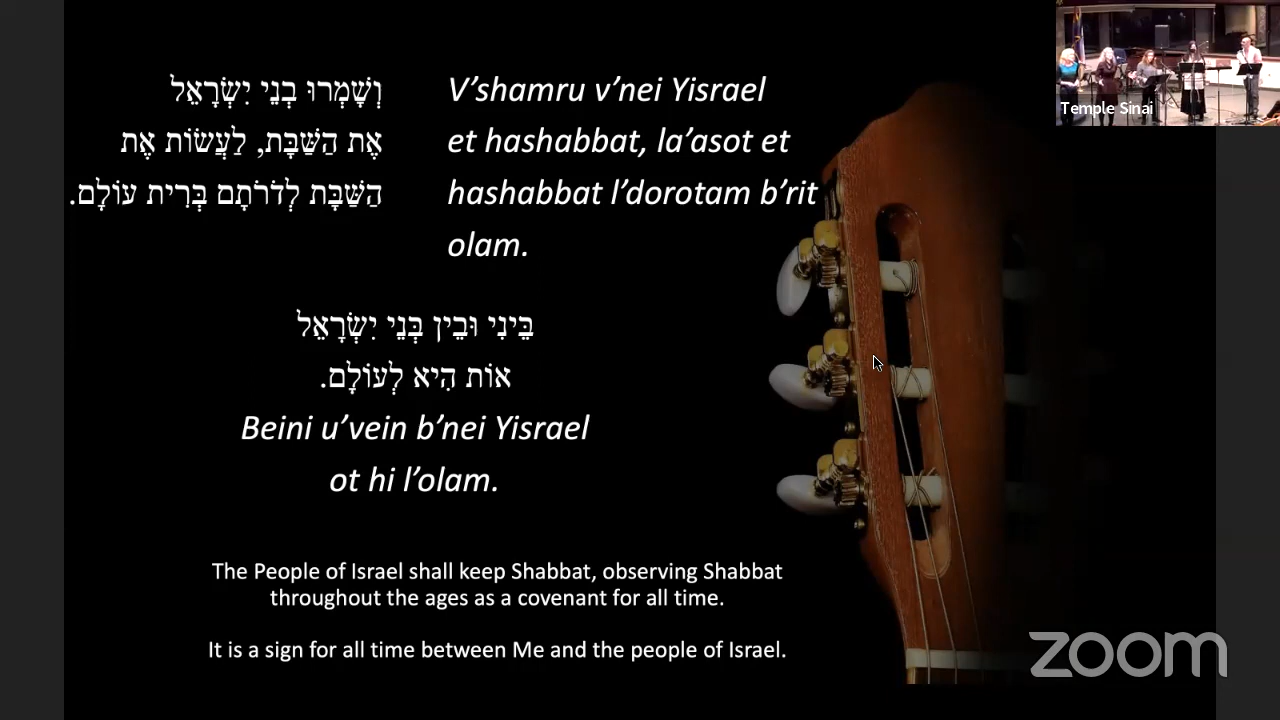 וְשָׁמְרוּ בְנֵי יִשְׂרָאֵל
אֶת הַשַּׁבָּת, לַעֲשׂוֹת אֶת
הַשַּׁבָּת לְדֹרֹתָם בְּרִית עוֹלָם.
V’shamru v’nei Yisrael
et hashabbat, la’asot et
hashabbat l’dorotam b’rit
olam.
בֵּינִי וּבֵין בְּנֵי יִשְׂרָאֵל
אוֹת הִיא לְעוֹלָם.
Beini u’vein b’nei Yisrael
ot hi l’olam.
The People of Israel shall keep Shabbat, observing Shabbat
throughout the ages as a covenant for all time.
It is a sign for all time between Me and the people of Israel.
Temple Sinai
zoom